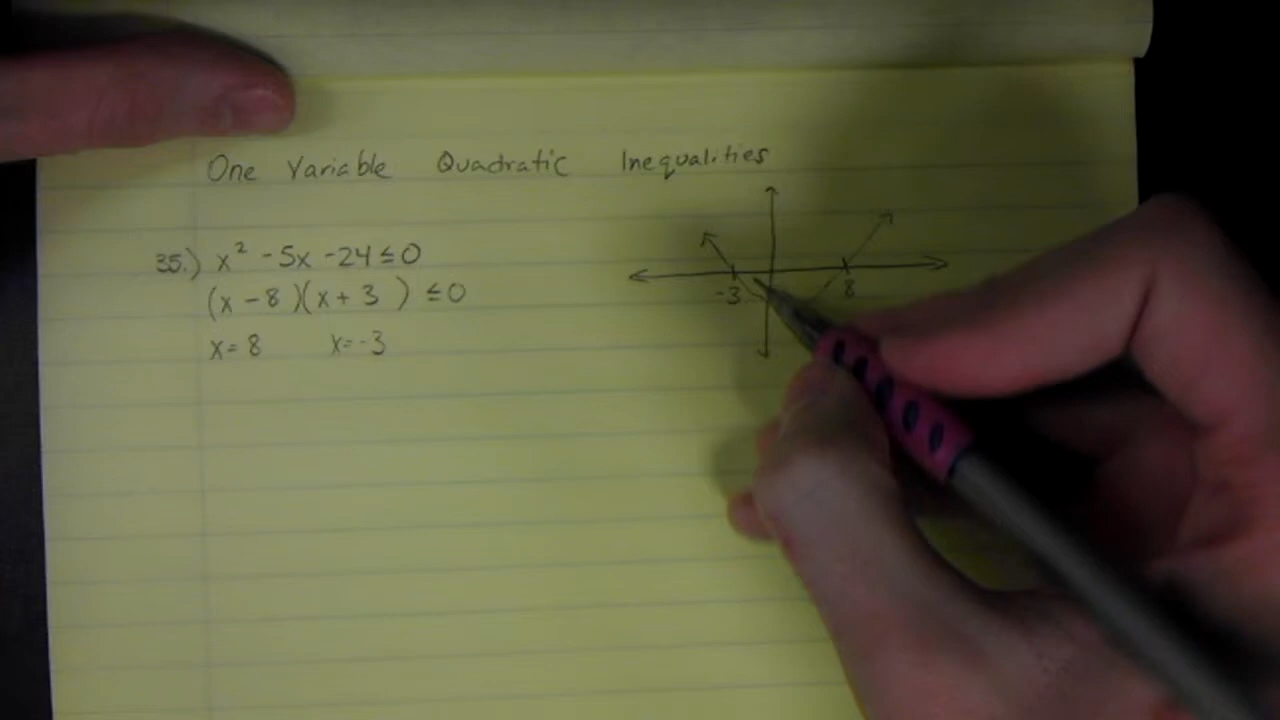 One Variable Quadratic Inequalities
35.) x² -5x -24 ≤ 0
(x - 8)(x + 3) ≤ 0
x = 8 x = -3
-3 8